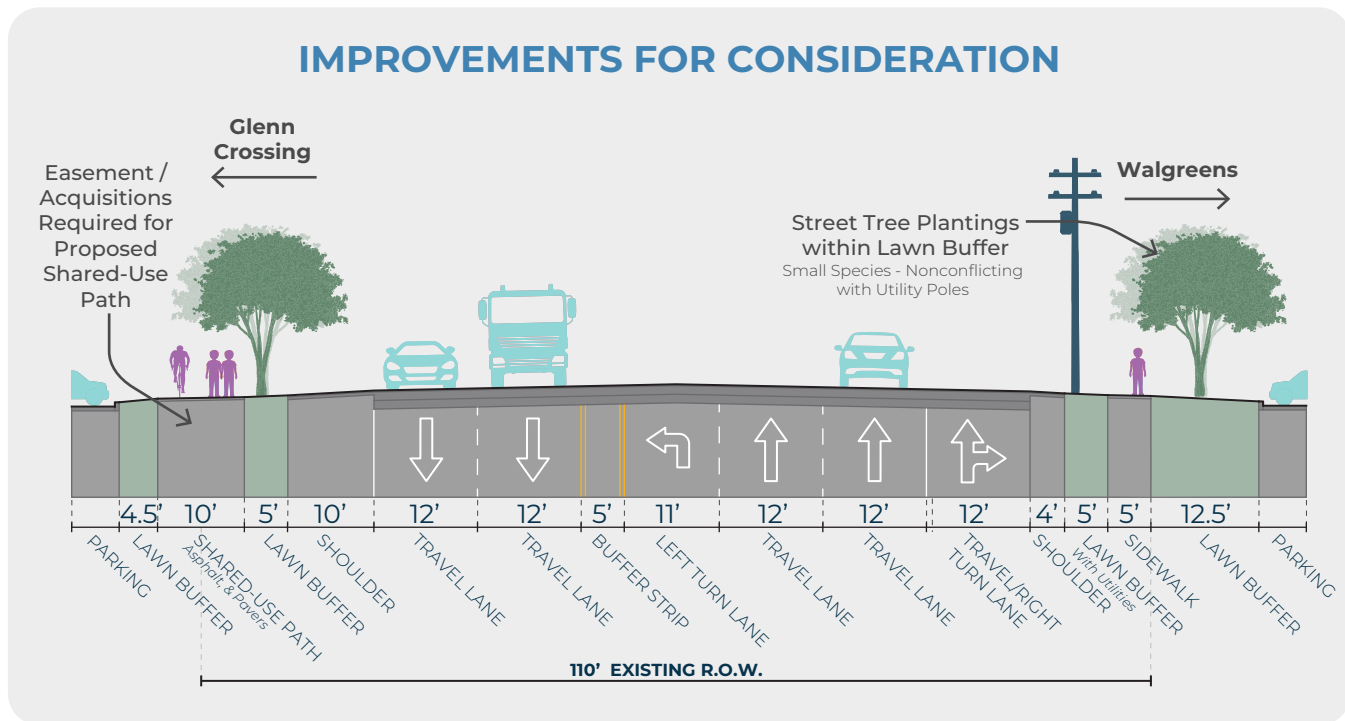 IMPROVEMENTS FOR CONSIDERATION
Glenn
Crossing
Easement /
Acquisitions
Required for
Proposed
Shared-Use
Path
Walgreens
Street Tree Plantings
within Lawn Buffer
Small Species - Nonconflicting
with Utility Poles
4.5’ 10’ 5’ 10’ 12’ 12’ 5’ 11’ 12’ 12’ 12’ 4’ 5’ 5’ 12.5’
PARKING
LAWN BUFFER
SHARED-USE PATH
Asphalt & Pavers
LAWN BUFFER
SHOULDER
TRAVEL LANE
TRAVEL LANE
BUFFER STRIP
LEFT TURN LANE
TRAVEL LANE
TRAVEL LANE
TRAVEL/RIGHT
TURN LANE
SHOULDER
LAWN BUFFER
With Utilities
SIDEWALK
LAWN BUFFER
PARKING
110’ EXISTING R.O.W.